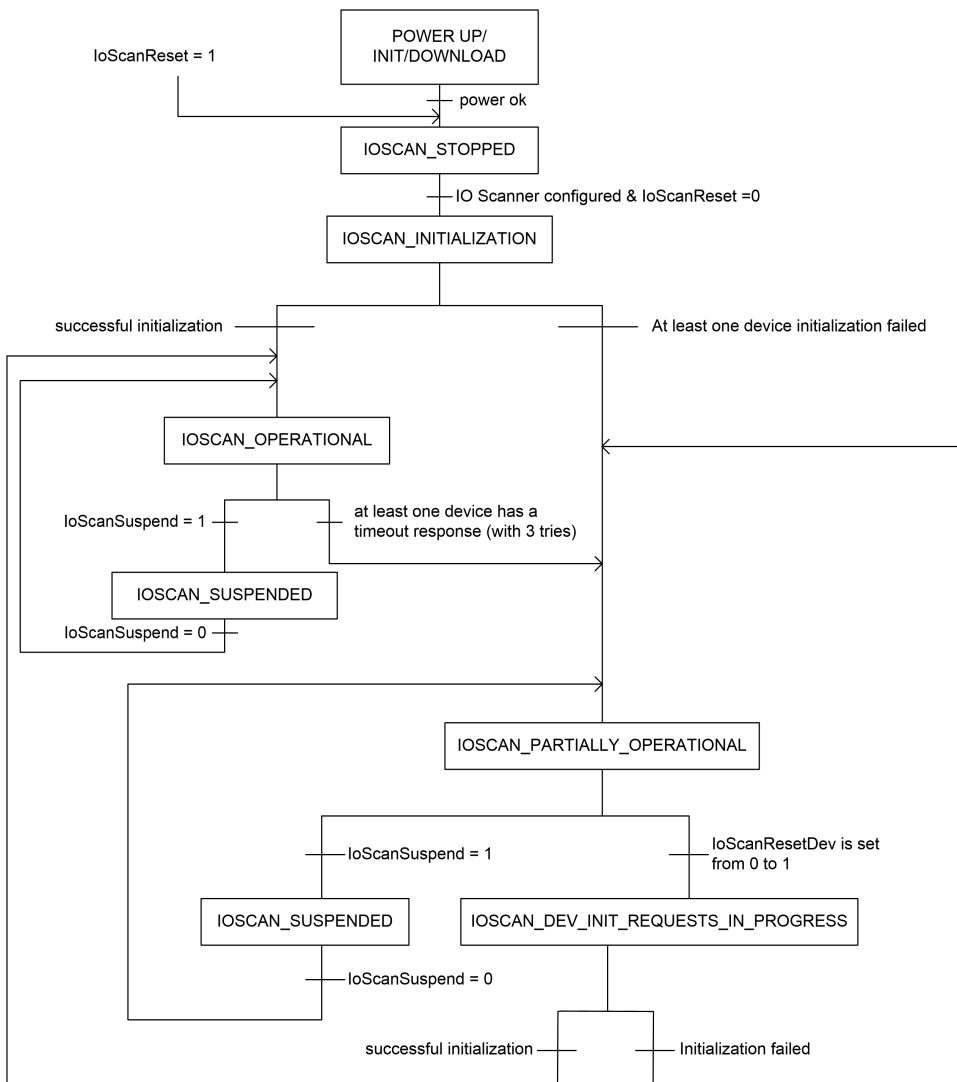 POWER UP/
INIT/DOWNLOAD
IoScanReset = 1
power ok
IOSCAN_STOPPED
IO Scanner configured & IoScanReset =0
IOSCAN_INITIALIZATION
successful initialization
At least one device initialization failed
IOSCAN_OPERATIONAL
IoScanSuspend = 1
at least one device has a
timeout response (with 3 tries)
IOSCAN_SUSPENDED
IoScanSuspend = 0
IOSCAN_PARTIALLY_OPERATIONAL
IoScanSuspend = 1
IoScanResetDev is set
from 0 to 1
IOSCAN_SUSPENDED
IOSCAN_DEV_INIT_REQUESTS_IN_PROGRESS
IoScanSuspend = 0
successful initialization
Initialization failed